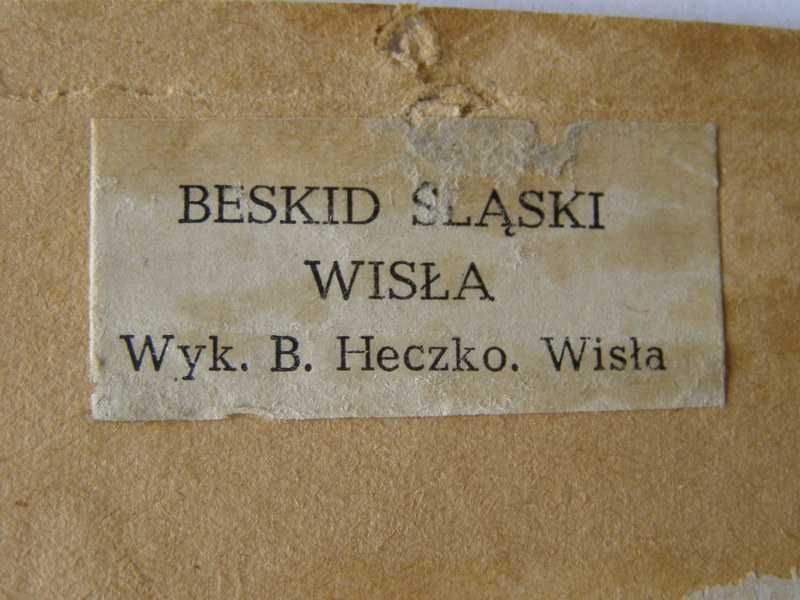 BESKID ŚLĄSKI
WISŁA
Wyk. B. Heczko. Wisła